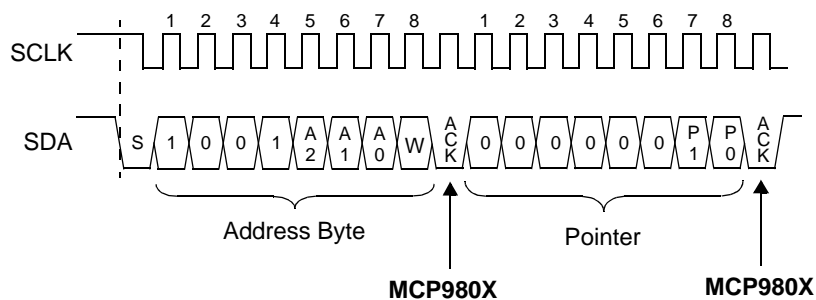 1 2 3 4 5 6 7 8 1 2 3 4 5 6 7 8
SCLK
SDA S 1 0 0 1 A2 A1 A0 W ACK 0 0 0 0 0 0 P1 P0 ACK
Address Byte Pointer
MCP980X MCP980X